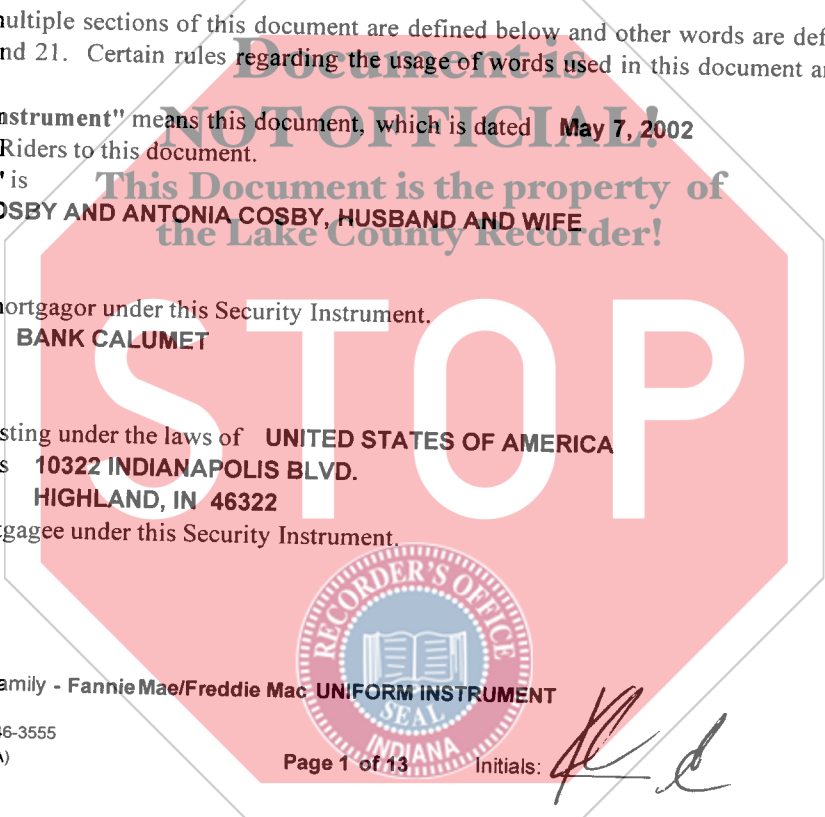 multiple sections of this document are defined below and other words are def
nd 21. Certain rules regarding the usage of words used in this document a
Document is
nstrument" means this document, which is dated May 7, 2002
NOT OFFICIAL!
Riders to this document.
" is
This Document is the property of
OSBY AND ANTONIA COSBY, HUSBAND AND WIFE
the Lake County Recorder!
mortgagor under this Security Instrument.
BANK CALUMET
STOP
sting under the laws of UNITED STATES OF AMERICA
s 10322 INDIANAPOLIS BLVD.
HIGHLAND, IN 46322
tgagee under this Security Instrument.
RECORDER'S OFFICE
amily - Fannie Mae/Freddie Mac UNIFORM INSTRUMENT
SEAL
6-3555
A)
INDIANA
Page 1 of 13 Initials: